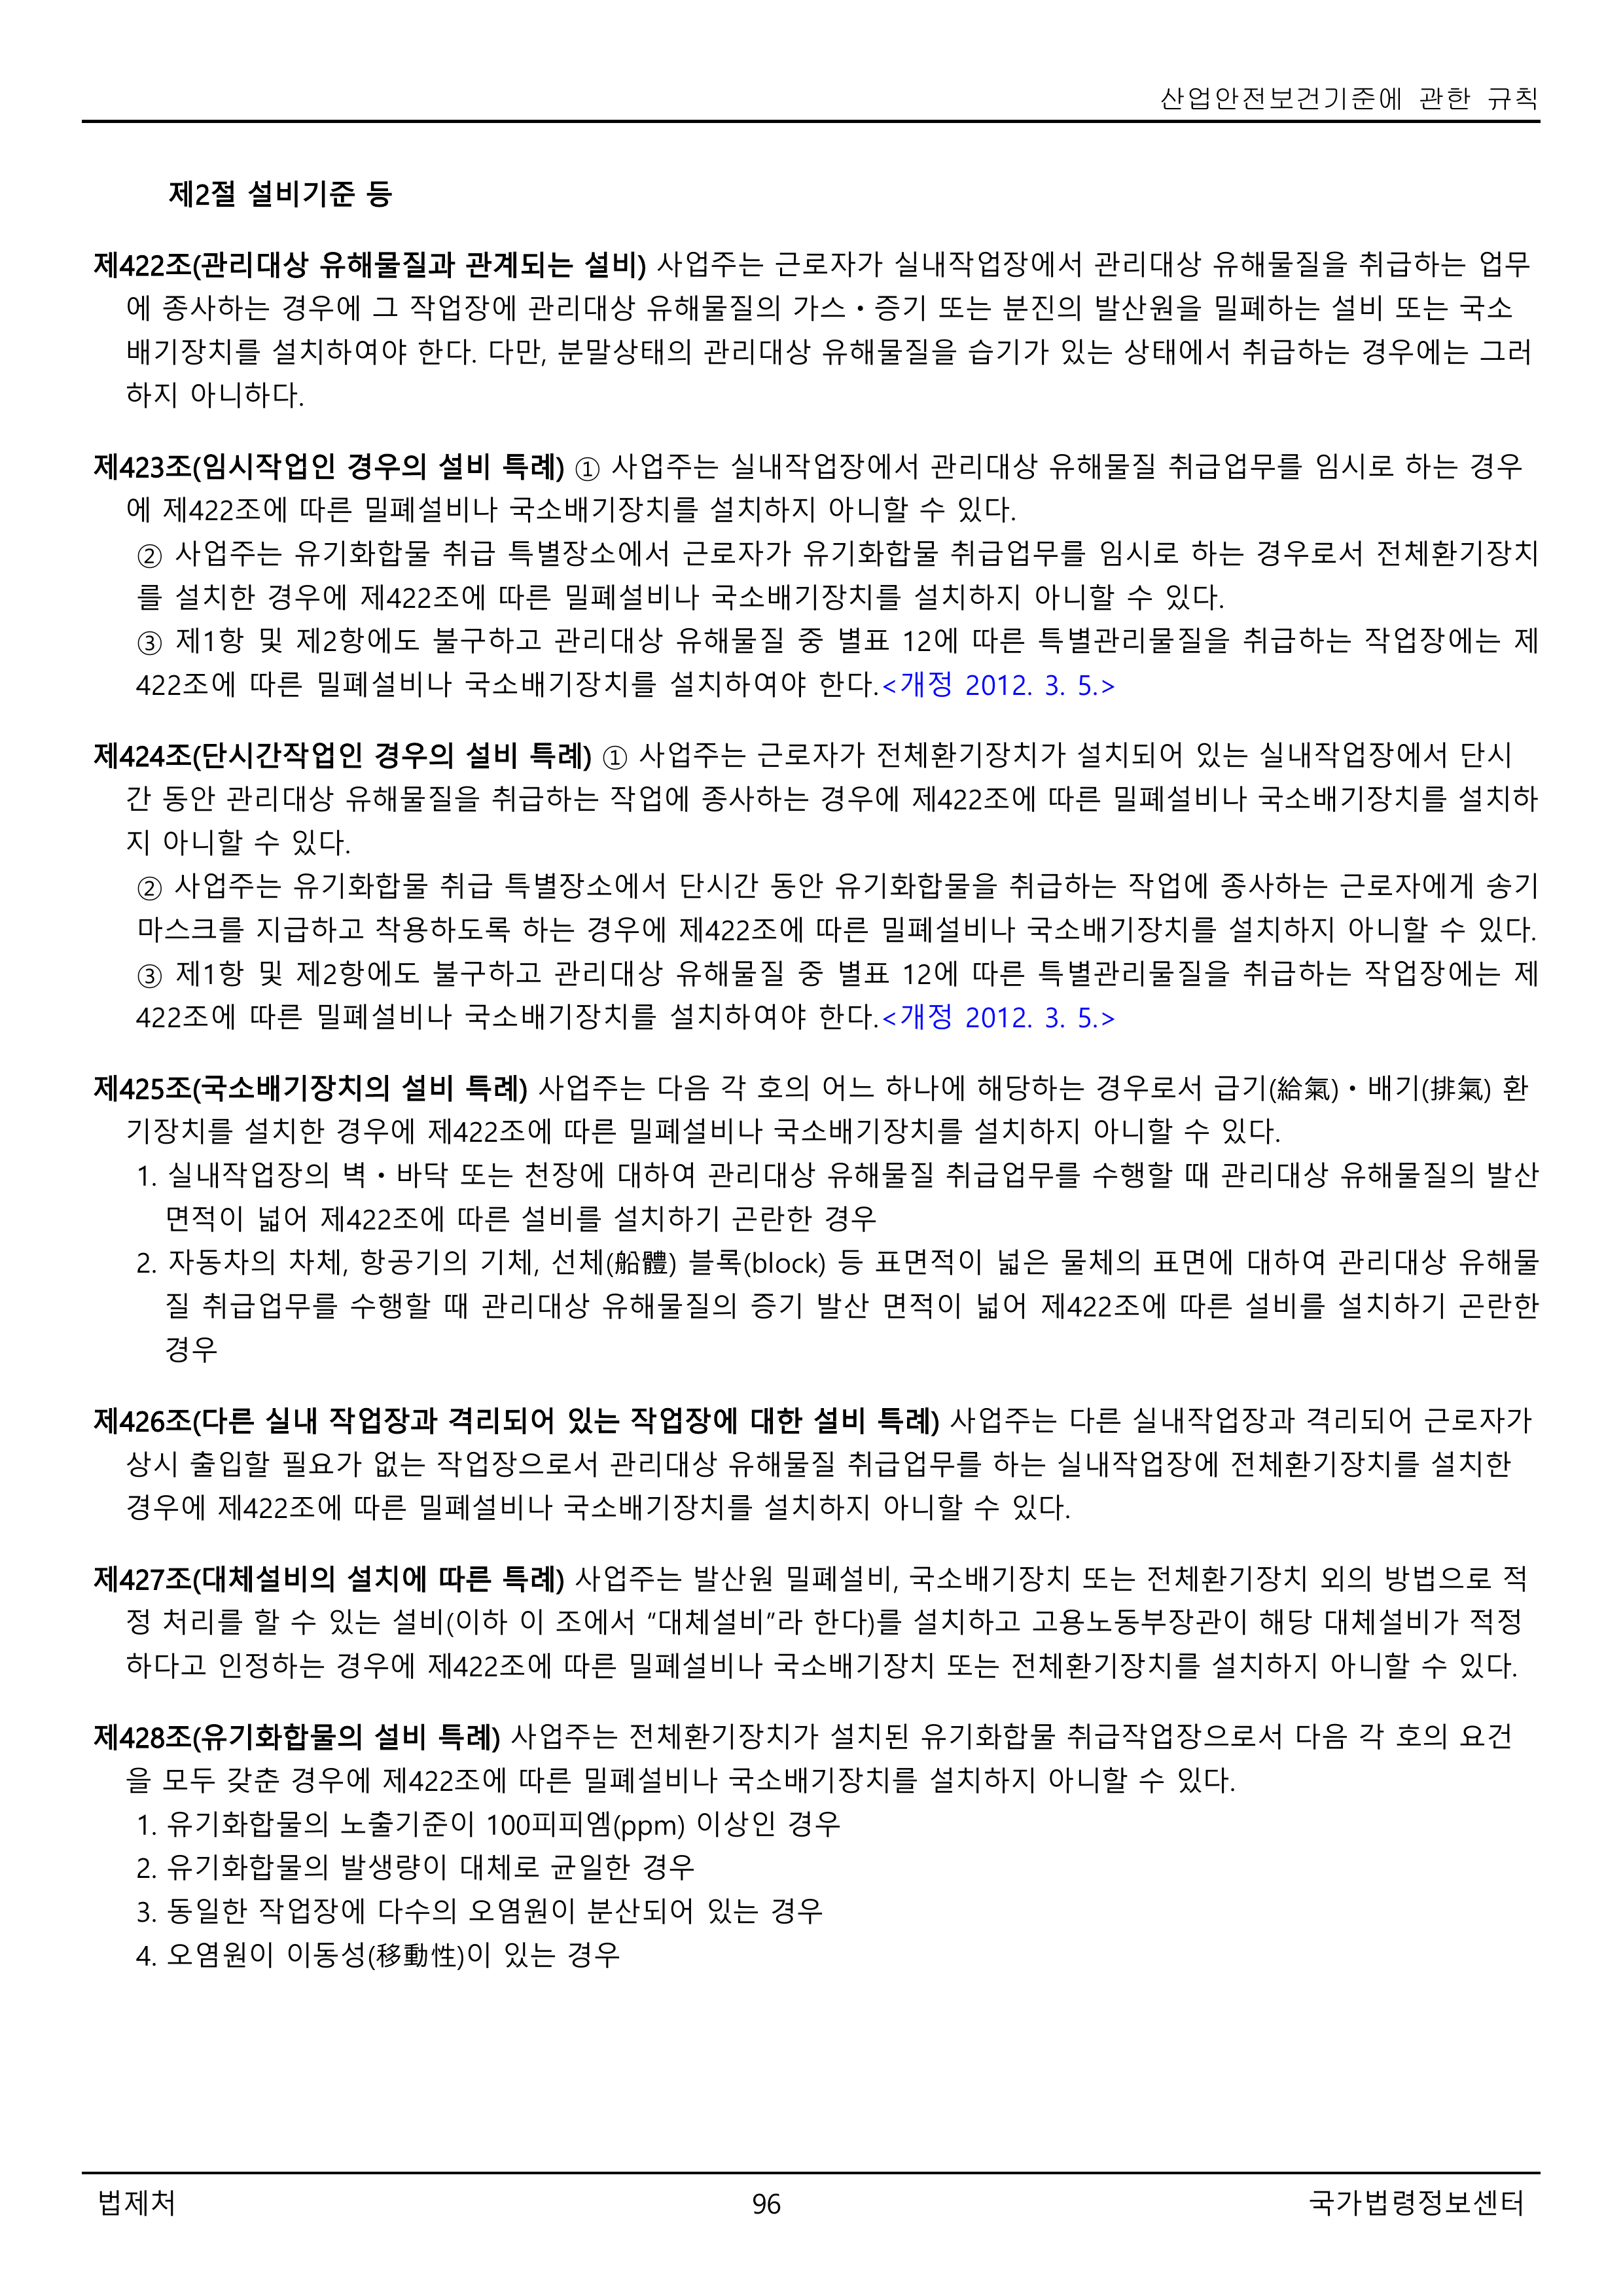 산업안전보건기준에 관한 규칙
제2절 설비기준 등
제422조(관리대상 유해물질과 관계되는 설비) 사업주는 근로자가 실내작업장에서 관리대상 유해물질을 취급하는 업무
에 종사하는 경우에 그 작업장에 관리대상 유해물질의 가스ㆍ증기 또는 분진의 발산원을 밀폐하는 설비 또는 국소
배기장치를 설치하여야 한다. 다만, 분말상태의 관리대상 유해물질을 습기가 있는 상태에서 취급하는 경우에는 그러
하지 아니하다.
제423조(임시작업인 경우의 설비 특례) ① 사업주는 실내작업장에서 관리대상 유해물질 취급업무를 임시로 하는 경우
에 제422조에 따른 밀폐설비나 국소배기장치를 설치하지 아니할 수 있다.
② 사업주는 유기화합물 취급 특별장소에서 근로자가 유기화합물 취급업무를 임시로 하는 경우로서 전체환기장치
를 설치한 경우에 제422조에 따른 밀폐설비나 국소배기장치를 설치하지 아니할 수 있다.
③ 제1항 및 제2항에도 불구하고 관리대상 유해물질 중 별표 12에 따른 특별관리물질을 취급하는 작업장에는 제
422조에 따른 밀폐설비나 국소배기장치를 설치하여야 한다.<개정 2012. 3. 5.>
제424조(단시간작업인 경우의 설비 특례) ① 사업주는 근로자가 전체환기장치가 설치되어 있는 실내작업장에서 단시
간 동안 관리대상 유해물질을 취급하는 작업에 종사하는 경우에 제422조에 따른 밀폐설비나 국소배기장치를 설치하
지 아니할 수 있다.
② 사업주는 유기화합물 취급 특별장소에서 단시간 동안 유기화합물을 취급하는 작업에 종사하는 근로자에게 송기
마스크를 지급하고 착용하도록 하는 경우에 제422조에 따른 밀폐설비나 국소배기장치를 설치하지 아니할 수 있다.
③ 제1항 및 제2항에도 불구하고 관리대상 유해물질 중 별표 12에 따른 특별관리물질을 취급하는 작업장에는 제
422조에 따른 밀폐설비나 국소배기장치를 설치하여야 한다.<개정 2012. 3. 5.>
제425조(국소배기장치의 설비 특례) 사업주는 다음 각 호의 어느 하나에 해당하는 경우로서 급기(給氣)ㆍ배기(排氣) 환
기장치를 설치한 경우에 제422조에 따른 밀폐설비나 국소배기장치를 설치하지 아니할 수 있다.
1. 실내작업장의 벽ㆍ바닥 또는 천장에 대하여 관리대상 유해물질 취급업무를 수행할 때 관리대상 유해물질의 발산
면적이 넓어 제422조에 따른 설비를 설치하기 곤란한 경우
2. 자동차의 차체, 항공기의 기체, 선체(船體) 블록(block) 등 표면적이 넓은 물체의 표면에 대하여 관리대상 유해물
질 취급업무를 수행할 때 관리대상 유해물질의 증기 발산 면적이 넓어 제422조에 따른 설비를 설치하기 곤란한
경우
제426조(다른 실내 작업장과 격리되어 있는 작업장에 대한 설비 특례) 사업주는 다른 실내작업장과 격리되어 근로자가
상시 출입할 필요가 없는 작업장으로서 관리대상 유해물질 취급업무를 하는 실내작업장에 전체환기장치를 설치한
경우에 제422조에 따른 밀폐설비나 국소배기장치를 설치하지 아니할 수 있다.
제427조(대체설비의 설치에 따른 특례) 사업주는 발산원 밀폐설비, 국소배기장치 또는 전체환기장치 외의 방법으로 적
정 처리를 할 수 있는 설비(이하 이 조에서 “대체설비”라 한다)를 설치하고 고용노동부장관이 해당 대체설비가 적정
하다고 인정하는 경우에 제422조에 따른 밀폐설비나 국소배기장치 또는 전체환기장치를 설치하지 아니할 수 있다.
제428조(유기화합물의 설비 특례) 사업주는 전체환기장치가 설치된 유기화합물 취급작업장으로서 다음 각 호의 요건
을 모두 갖춘 경우에 제422조에 따른 밀폐설비나 국소배기장치를 설치하지 아니할 수 있다.
1. 유기화합물의 노출기준이 100피피엠(ppm) 이상인 경우
2. 유기화합물의 발생량이 대체로 균일한 경우
3. 동일한 작업장에 다수의 오염원이 분산되어 있는 경우
4. 오염원이 이동성(移動性)이 있는 경우
법제처 96 국가법령정보센터